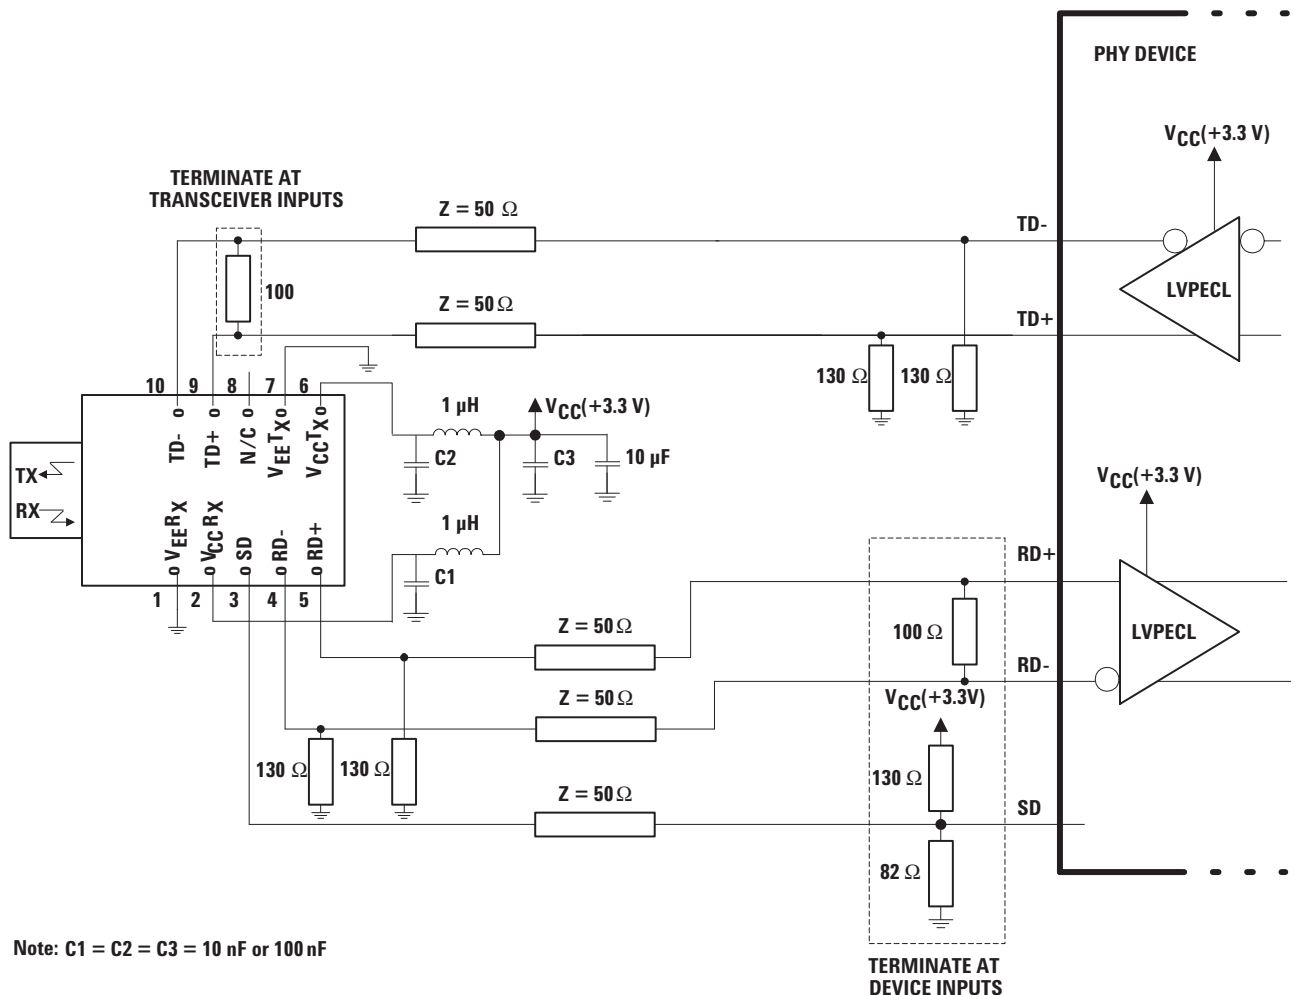 PHY DEVICE
VCC(+3.3 V)
TERMINATE AT
TRANSCEIVER INPUTS
Z = 50 Ω
TD-
LVPECL
100
Z = 50 Ω
TD+
130 Ω
130 Ω
10
9
8
7
6
TD-
TD+
N/C
VEETX
VCCTX
1 µH
VCC(+3.3 V)
C2
C3
10 µF
TX
RX
VEERX
VCCRX
SD
RD-
RD+
1 µH
C1
1
2
3
4
5
VCC(+3.3 V)
RD+
LVPECL
100 Ω
RD-
Z = 50 Ω
Z = 50 Ω
130 Ω
130 Ω
VCC(+3.3V)
130 Ω
Z = 50 Ω
SD
82 Ω
Note: C1 = C2 = C3 = 10 nF or 100 nF
TERMINATE AT
DEVICE INPUTS